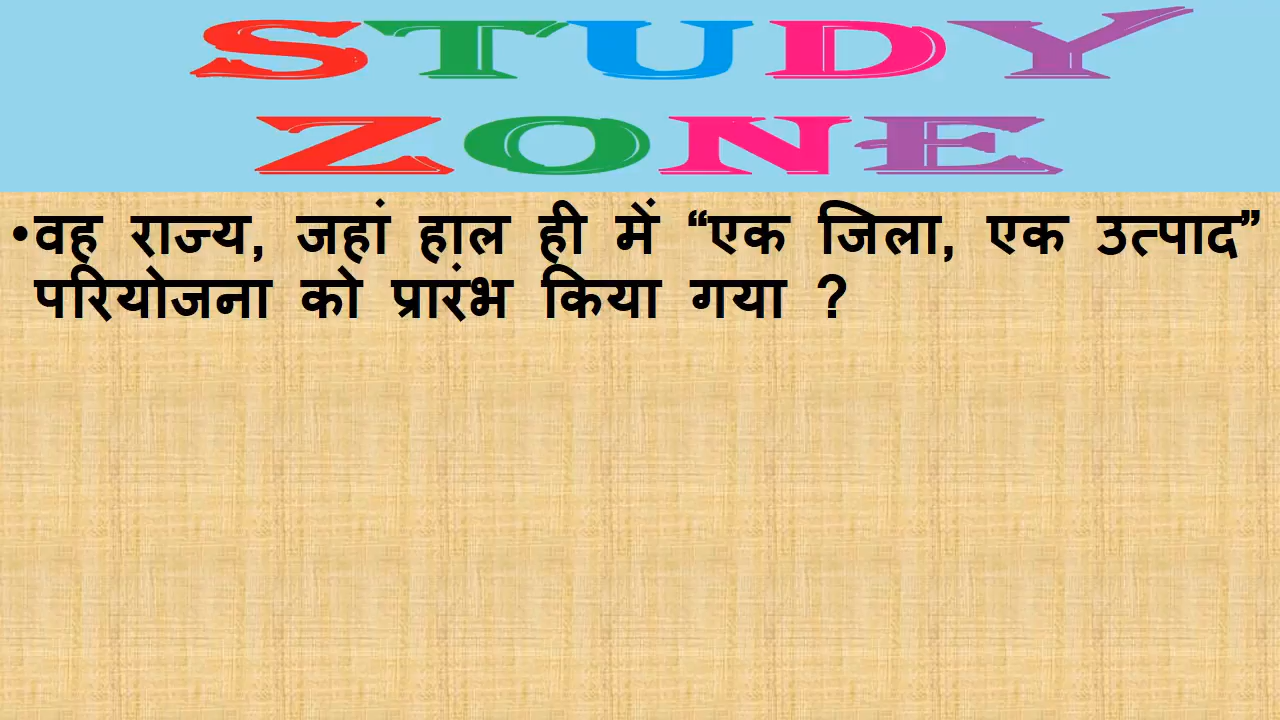 STUDY
ZONE
•वह राज्य, जहां हाल ही में “एक जिला, एक उत्पाद”
परियोजना को प्रारंभ किया गया ?